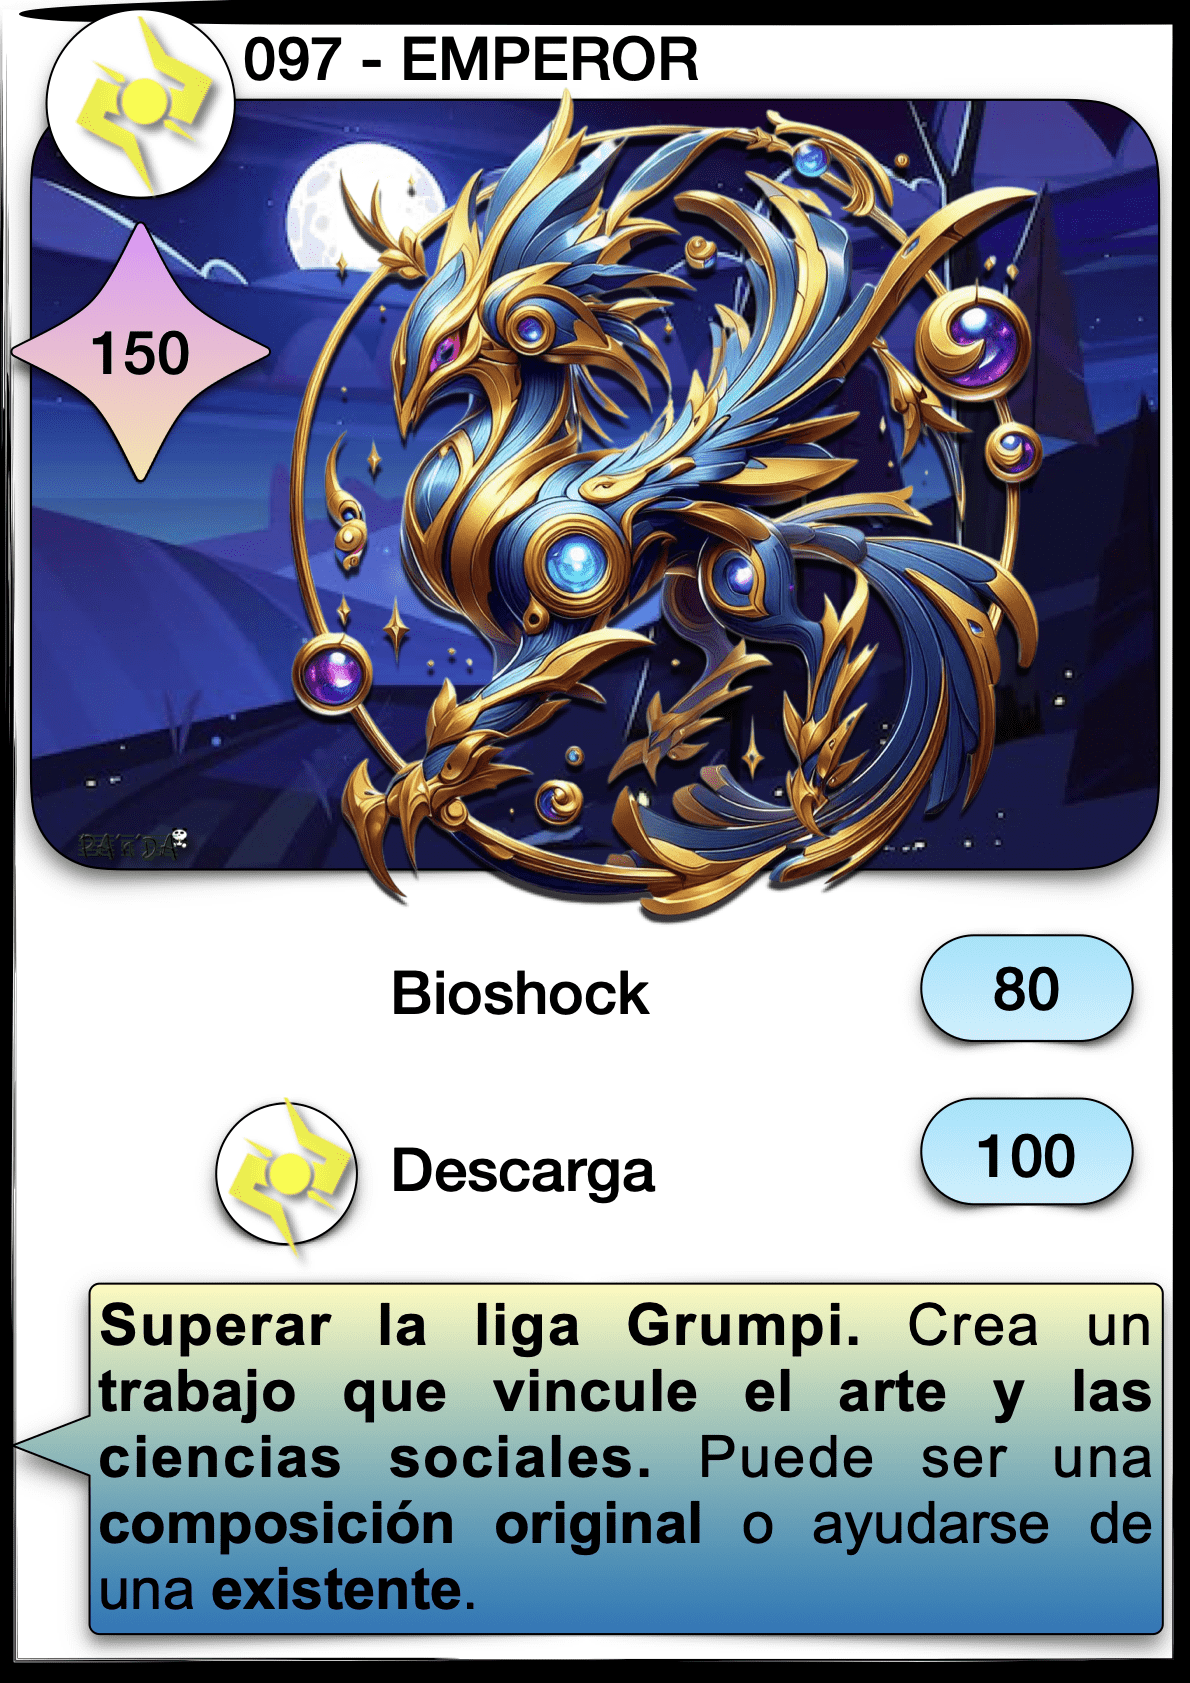 097 - EMPEROR
150
Bioshock
80
Descarga
100
Superar la liga Grumpi. Crea un
trabajo que vincule el arte y las
ciencias sociales. Puede ser una
composición original o ayudarse de
una existente.